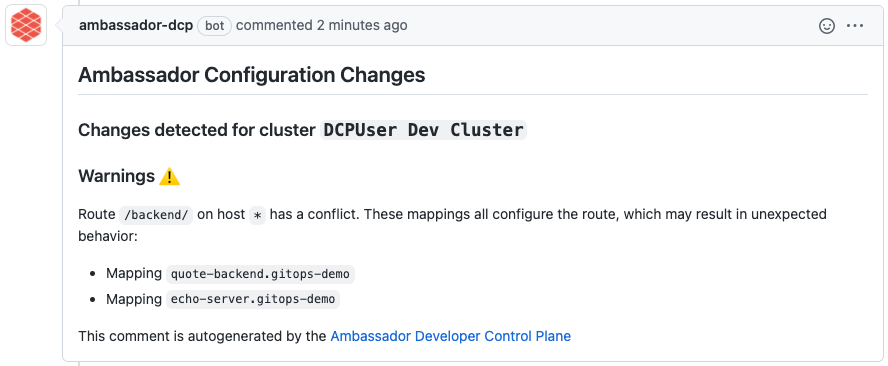 ambassador-dcp bot commented 2 minutes ago
Ambassador Configuration Changes
Changes detected for cluster DCPUser Dev Cluster
Warnings ⚠️
Route /backend/ on host * has a conflict. These mappings all configure the route, which may result in unexpected
behavior:
• Mapping quote-backend.gitops-demo
• Mapping echo-server.gitops-demo
This comment is autogenerated by the Ambassador Developer Control Plane